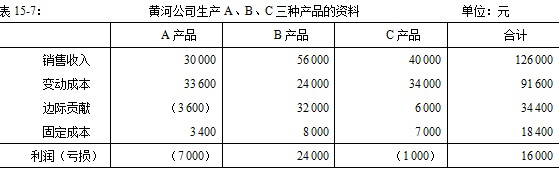 表 15-7： 黄河公司生产 A、B、C 三种产品的资料 单位：元
A 产品 B 产品 C 产品 合计
销售收入 30 000 56 000 40 000 126 000
变动成本 33 600 24 000 34 000 91 600
边际贡献 (3 600) 32 000 6 000 34 400
固定成本 3 400 8 000 7 000 18 400
利润（亏损） (7 000) 24 000 (1 000) 16 000